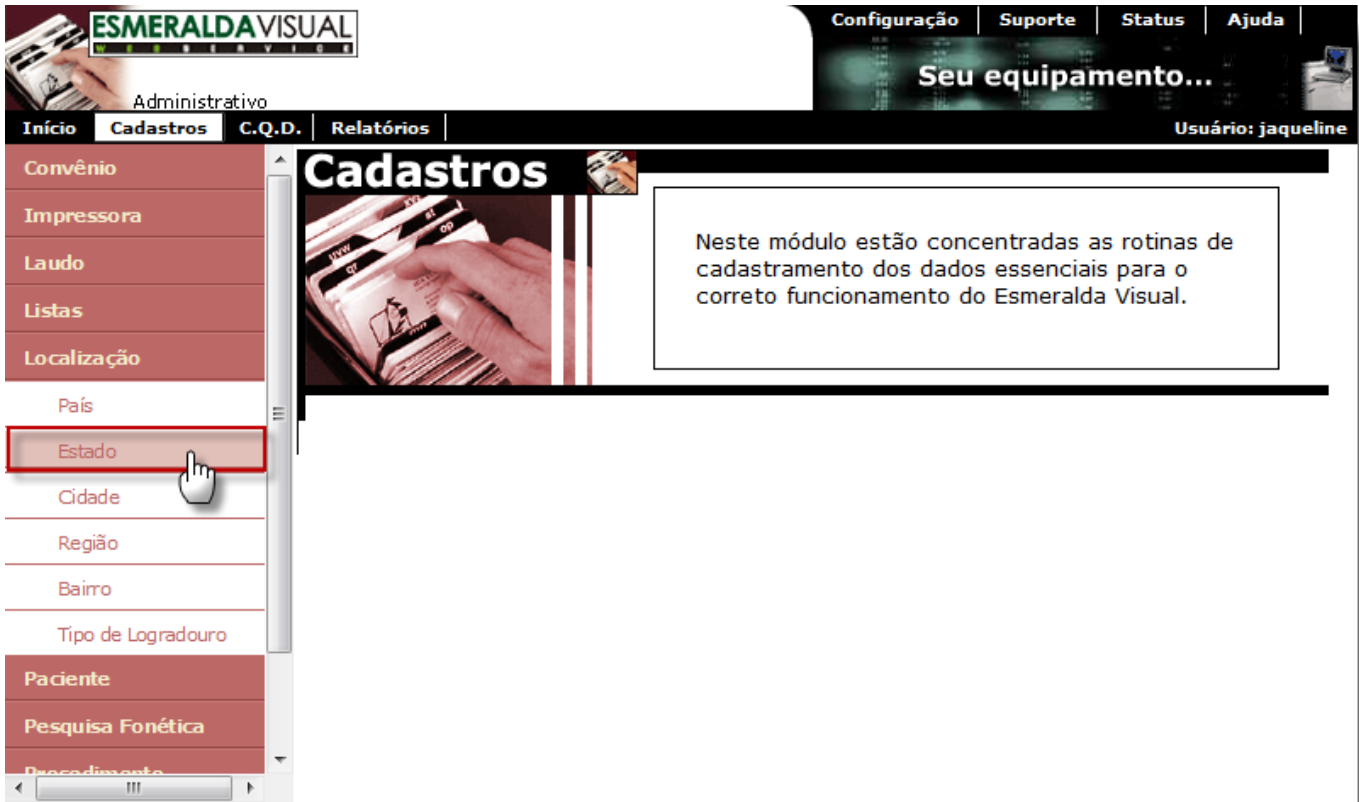 ESMERALDAVISUAL
WEBSERVICE
Administrativo
Configuração Suporte Status Ajuda
Seu equipamento...
Início Cadastros C.Q.D. Relatórios Usuário: jaqueline
Convênio
Impressora
Laudo
Listas
Localização
País
Estado
Cidade
Região
Bairro
Tipo de Logradouro
Paciente
Pesquisa Fonética
Procedimento
Cadastros
Neste módulo estão concentradas as rotinas de
cadastramento dos dados essenciais para o
correto funcionamento do Esmeralda Visual.